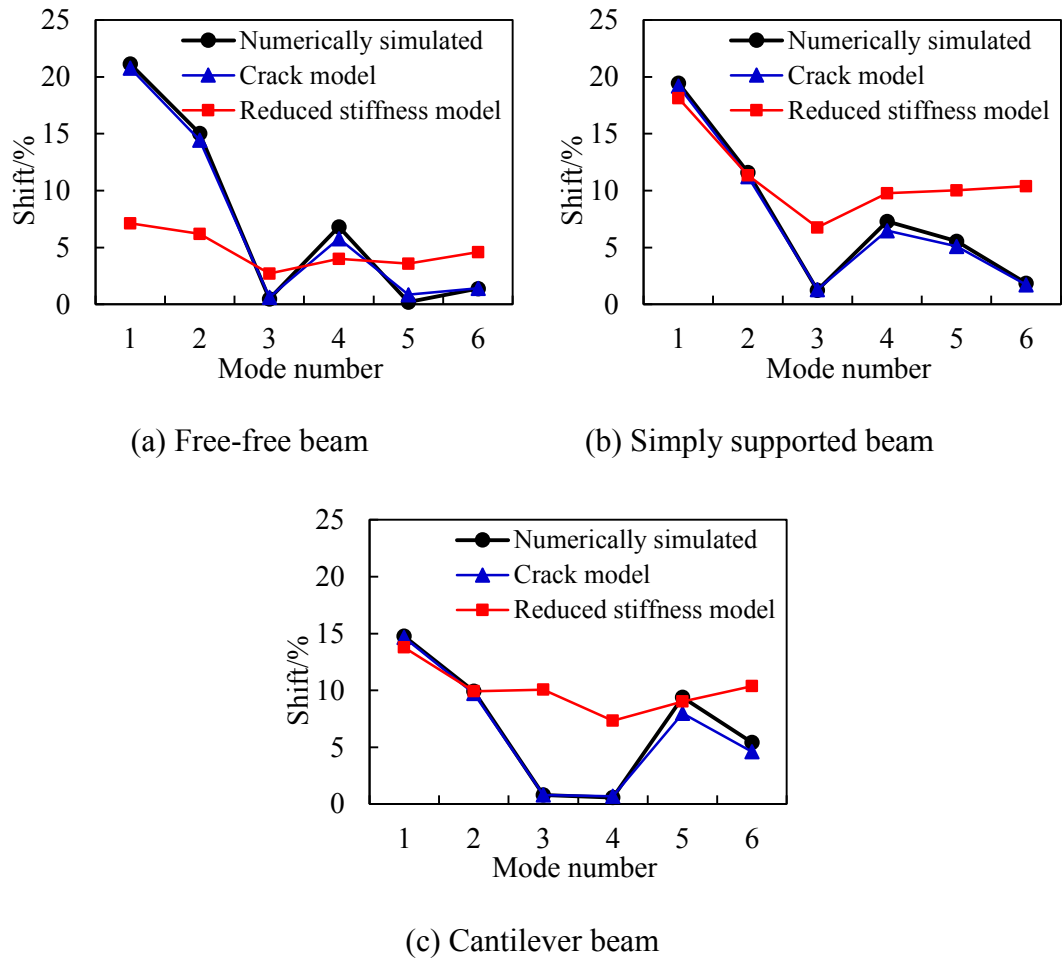 25
20
15
10
5
0
Shift/%
Numerically simulated
Crack model
Reduced stiffness model
1 2 3 4 5 6
Mode number
(a) Free-free beam
25
20
15
10
5
0
Shift/%
Numerically simulated
Crack model
Reduced stiffness model
1 2 3 4 5 6
Mode number
(b) Simply supported beam
25
20
15
10
5
0
Shift/%
Numerically simulated
Crack model
Reduced stiffness model
1 2 3 4 5 6
Mode number
(c) Cantilever beam